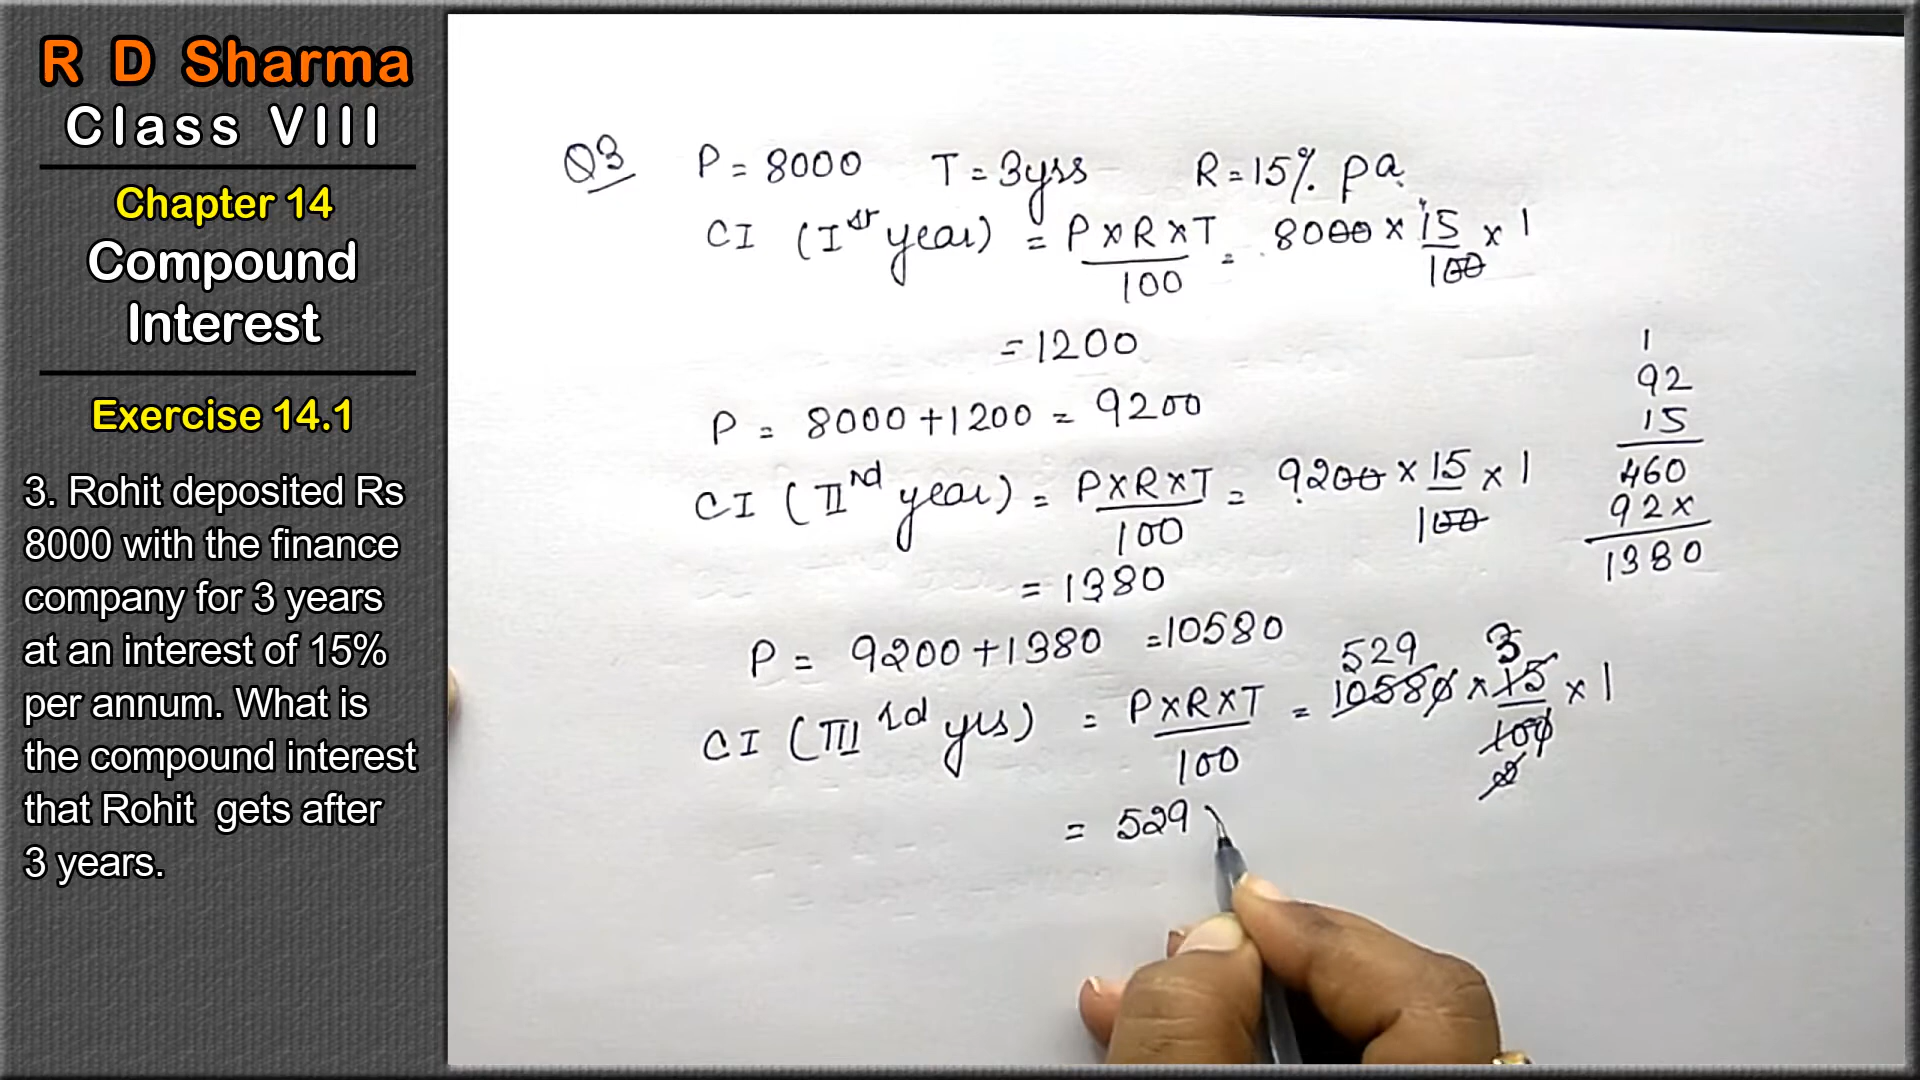 R D Sharma
Class VIII
Chapter 14
Compound
Interest
Exercise 14.1
3. Rohit deposited Rs
8000 with the finance
company for 3 years
at an interest of 15%
per annum. What is
the compound interest
that Rohit gets after
3 years.
Q3 P = 8000 T = 3yrs R = 15% pa.
CI (Ist year) = P x R x T / 100 = 8000 x 15 / 100 x 1
= 1200
P = 8000 + 1200 = 9200
CI (IInd year) = P x R x T / 100 = 9200 x 15 / 100 x 1
= 1380
1
92
15
460
92x
1380
P = 9200 + 1380 = 10580
529 3
CI (IIIrd yrs) = P x R x T / 100 = 10580 x 15 / 100 x 1
2
= 529